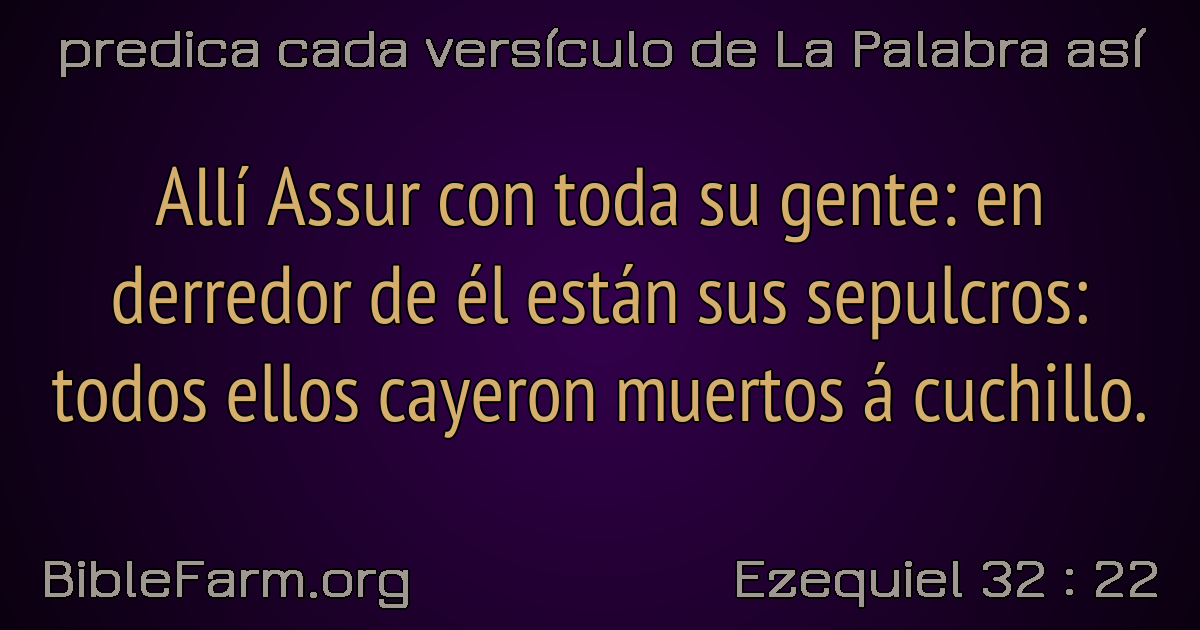 predica cada versículo de La Palabra así
Allí Assur con toda su gente: en
derredor de él están sus sepulcros:
todos ellos cayeron muertos á cuchillo.
BibleFarm.org
Ezequiel 32 : 22